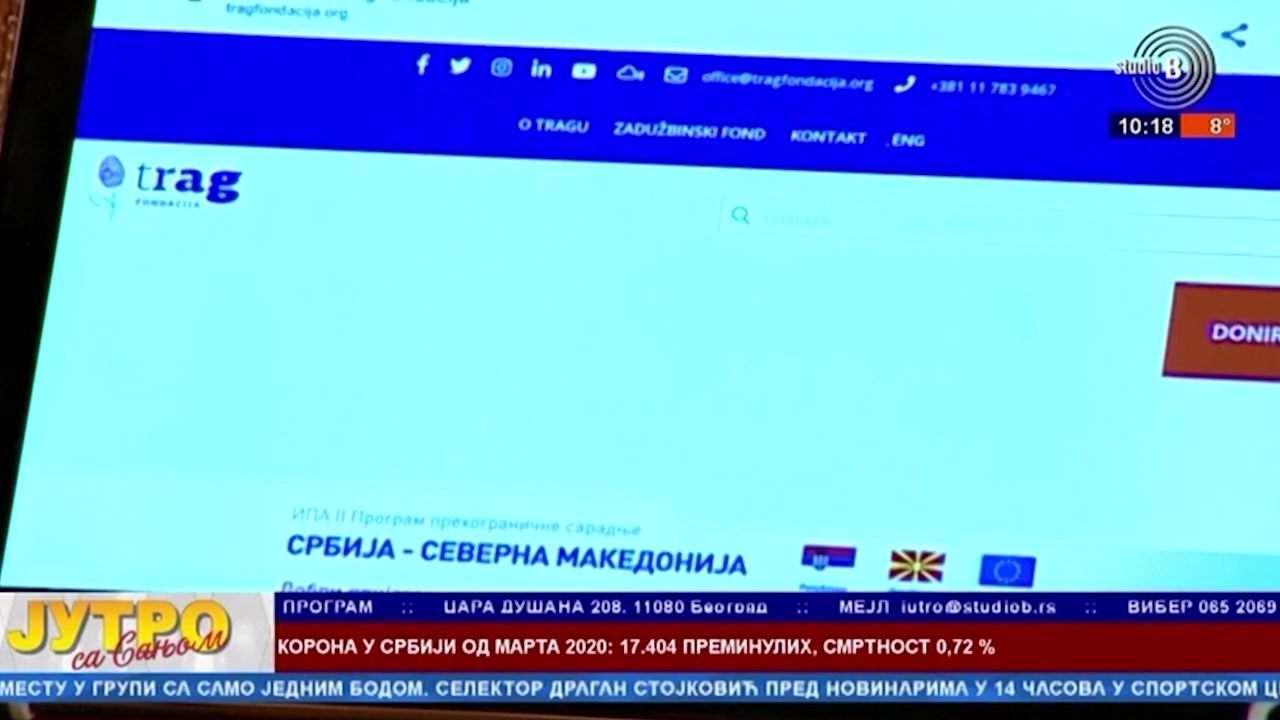 tragfondacija.org
office@tragfondacija.org +381 11 783 9467
studio B
10:18 8°
O TRAGU ZADUŽBINSKI FOND KONTAKT ENG
trag
FONDACIJA
DONIR
ИПА II Програм прекограничне сарадње
СРБИЈА - СЕВЕРНА МАКЕДОНИЈА
ЈУТРО
са Сањом
ПРОГРАМ :: ЦАРА ДУШАНА 208. 11080 Београд :: МЕЈЛ jutro@studiob.rs :: ВИБЕР 065 2069
КОРОНА У СРБИЈИ ОД МАРТА 2020: 17.404 ПРЕМИНУЛИХ, СМРТНОСТ 0,72 %
МЕСТУ У ГРУПИ СА САМО ЈЕДНИМ БОДОМ. СЕЛЕКТОР ДРАГАН СТОЈКОВИЋ ПРЕД НОВИНАРИМА У 14 ЧАСОВА У СПОРТСКОМ Ц